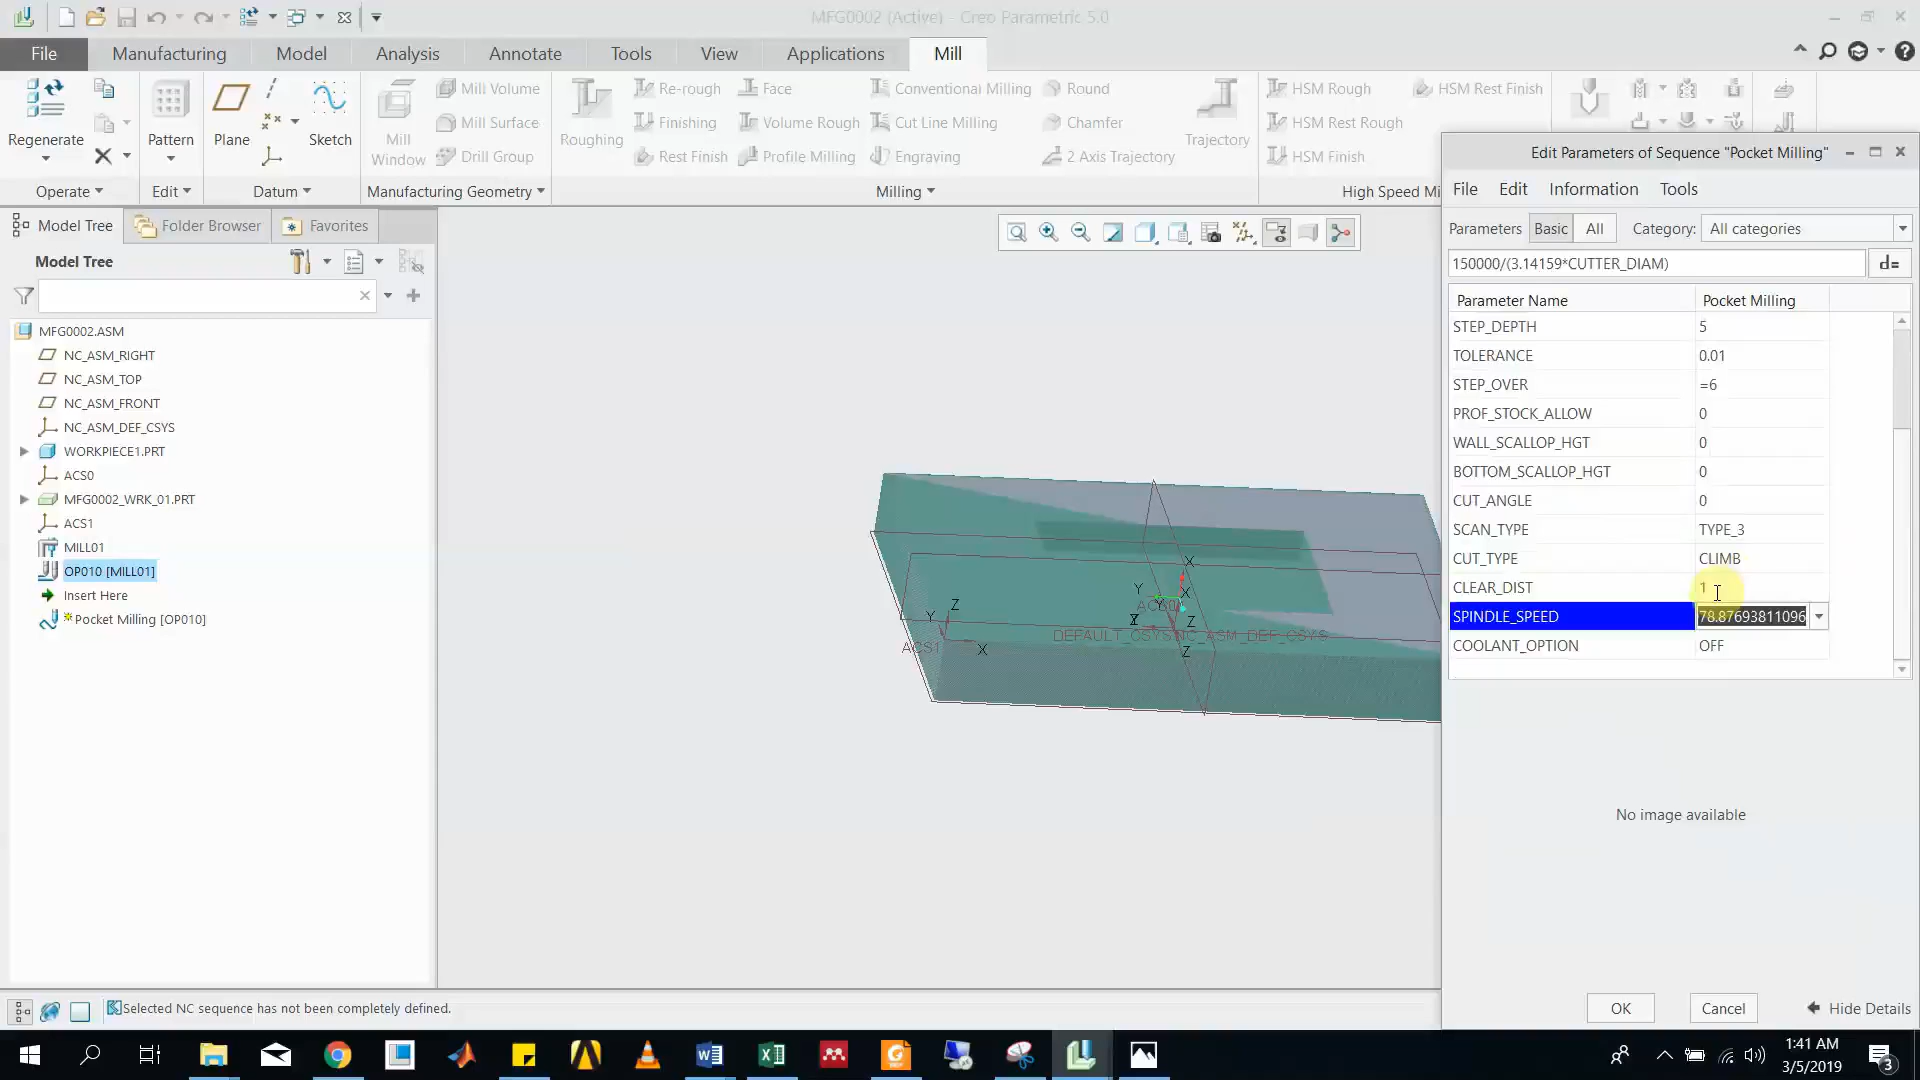 MFG0002 (Active) - Creo Parametric 5.0
File Manufacturing Model Analysis Annotate Tools View Applications Mill
Regenerate
Pattern
Plane
Sketch
Mill Window
Mill Volume
Mill Surface
Drill Group
Roughing
Re-rough
Finishing
Rest Finish
Face
Volume Rough
Profile Milling
Conventional Milling
Cut Line Milling
Engraving
Round
Chamfer
2 Axis Trajectory
Trajectory
HSM Rough
HSM Rest Rough
HSM Finish
HSM Rest Finish
Operate Edit Datum Manufacturing Geometry Milling High Speed Mi
Model Tree Folder Browser Favorites
Model Tree
MFG0002.ASM
NC_ASM_RIGHT
NC_ASM_TOP
NC_ASM_FRONT
NC_ASM_DEF_CSYS
WORKPIECE1.PRT
ACS0
MFG0002_WRK_01.PRT
ACS1
MILL01
OP010 [MILL01]
Insert Here
*Pocket Milling [OP010]
X
Y
X
Z
Y
ACS0
Y
Z
Z
DEFAULT_CSYS NC_ASM_DEF_CSYS
ACS1
X
Z
Edit Parameters of Sequence "Pocket Milling"
File Edit Information Tools
Parameters Basic All Category: All categories
150000/(3.14159*CUTTER_DIAM)
d=
Parameter Name Pocket Milling
STEP_DEPTH 5
TOLERANCE 0.01
STEP_OVER =6
PROF_STOCK_ALLOW 0
WALL_SCALLOP_HGT 0
BOTTOM_SCALLOP_HGT 0
CUT_ANGLE 0
SCAN_TYPE TYPE_3
CUT_TYPE CLIMB
CLEAR_DIST 1
SPINDLE_SPEED 78.87693811096
COOLANT_OPTION OFF
No image available
OK Cancel Hide Details
Selected NC sequence has not been completely defined.
1:41 AM
3/5/2019
3